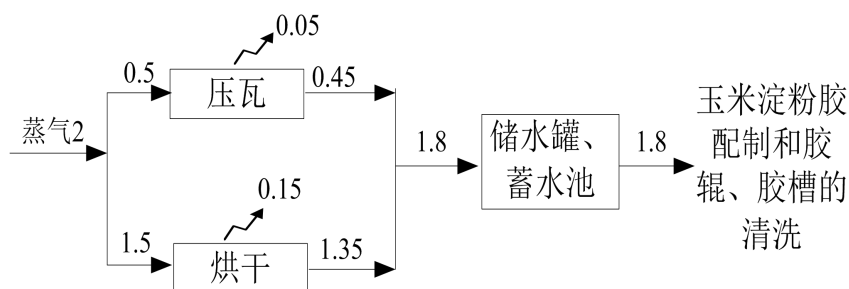 0.05
0.5
压瓦
0.45
蒸气2
1.8
储水罐、
蓄水池
1.8
玉米淀粉胶
配制和胶
辊、胶槽的
清洗
0.15
1.5
烘干
1.35